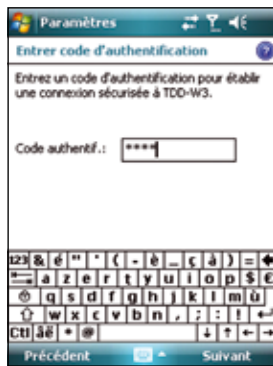 Paramètres
Entrer code d'authentification
Entrez un code d'authentification pour établir
une connexion sécurisée à TDD-W3.
Code authentif.: ****
123 & é " ' ( - è _ ç à ) =
a z e r t y u i o p $ €
q s d f g h j k l m ù
w x c v b n , ; : !
Ctl áë * @
Précédent Suivant